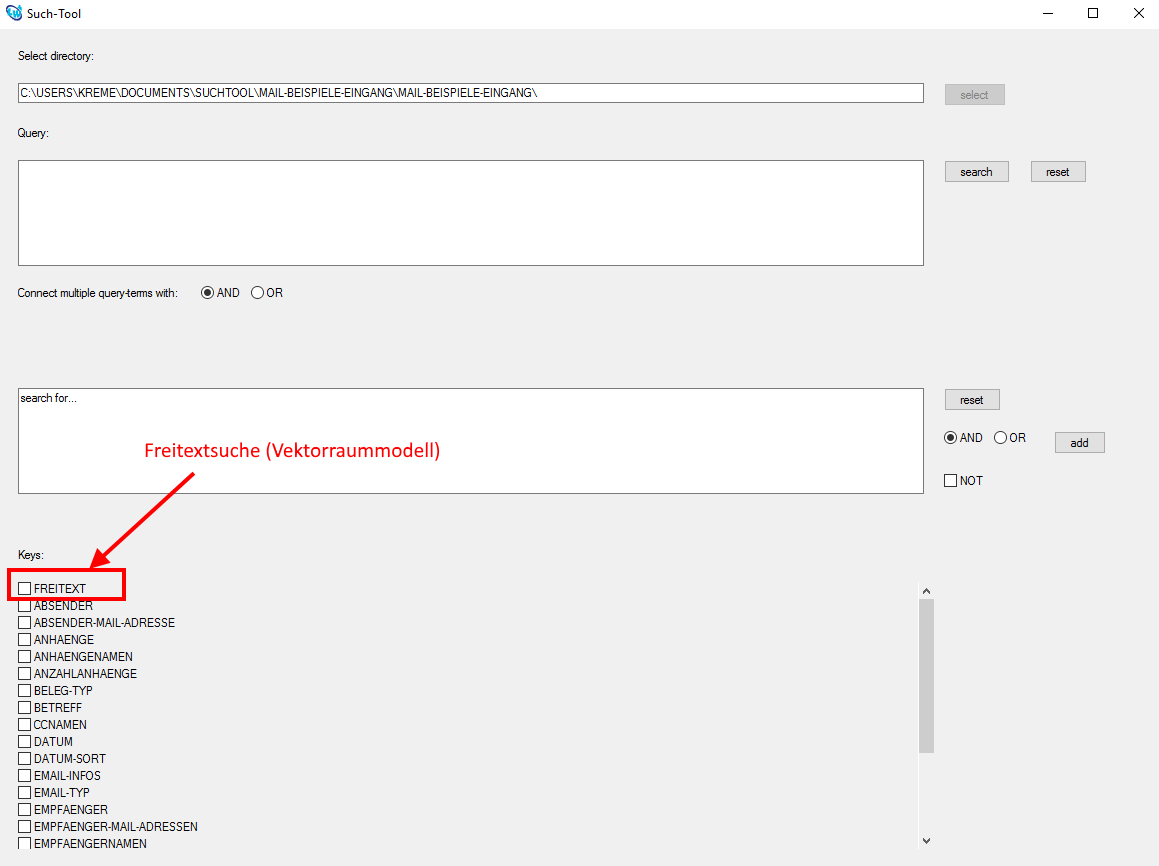 Such-Tool
Select directory:
C:\USERS\KREME\DOCUMENTS\SUCHTOOL\MAIL-BEISPIELE-EINGANG\MAIL-BEISPIELE-EINGANG\
select
Query:
search
reset
Connect multiple query-terms with:
AND
OR
search for...
reset
AND
OR
add
NOT
Freitextsuche (Vektorraummodell)
Keys:
FREITEXT
ABSENDER
ABSENDER-MAIL-ADRESSE
ANHAENGE
ANHAENGENAMEN
ANZAHLANHAENGE
BELEG-TYP
BETREFF
CCNAMEN
DATUM
DATUM-SORT
EMAIL-INFOS
EMAIL-TYP
EMPFAENGER
EMPFAENGER-MAIL-ADRESSEN
EMPFAENGERNAMEN